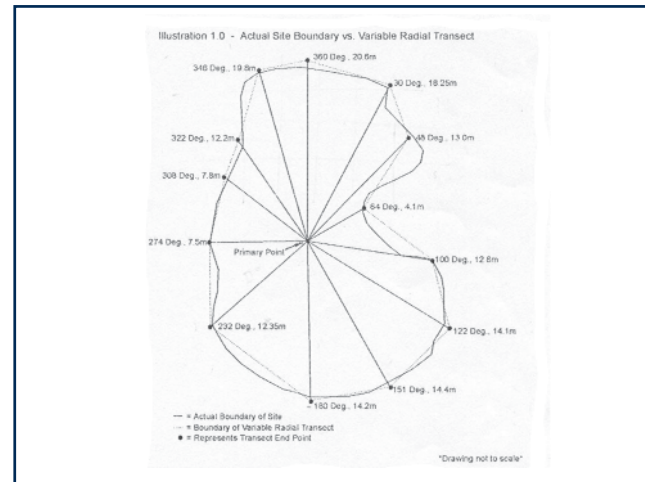 Illustration 1.0 - Actual Site Boundary vs. Variable Radial Transect
360 Deg., 20.6m
346 Deg., 19.8m
30 Deg., 18.25m
322 Deg., 12.2m
48 Deg., 13.0m
308 Deg., 7.8m
64 Deg., 4.1m
274 Deg., 7.5m
Primary Point
100 Deg., 12.8m
232 Deg., 12.35m
122 Deg., 14.1m
151 Deg., 14.4m
180 Deg., 14.2m
= Actual Boundary of Site
= Boundary of Variable Radial Transect
= Represents Transect End Point
*Drawing not to scale*